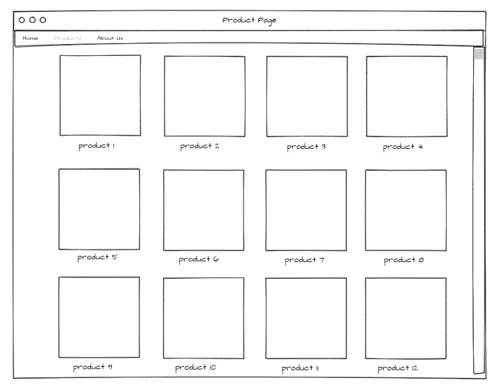 Product Page
Home Products About Us
product 1 product 2 product 3 product 4
product 5 product 6 product 7 product 8
product 9 product 10 product 11 product 12